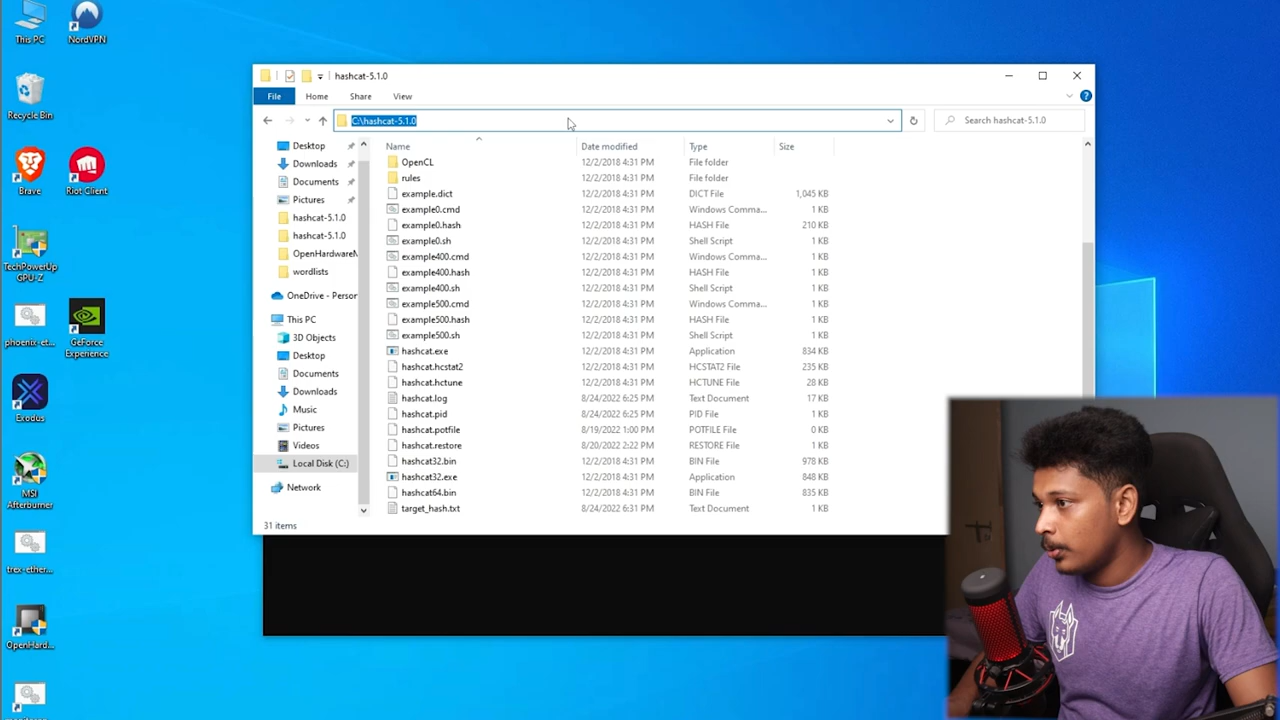 This PC
NordVPN
Recycle Bin
Brave
Riot Client
TechPowerUp
GPU-Z
phoenix-et...
GeForce
Experience
Exodus
MSI
Afterburner
trex-ether...
OpenHard...
hashcat-5.1.0
File Home Share View
C:\hashcat-5.1.0
Search hashcat-5.1.0
Desktop
Downloads
Documents
Pictures
hashcat-5.1.0
hashcat-5.1.0
OpenHardwareM
wordlists
OneDrive - Person
This PC
3D Objects
Desktop
Documents
Downloads
Music
Pictures
Videos
Local Disk (C:)
Network
Name Date modified Type Size
OpenCL 12/2/2018 4:31 PM File folder
rules 12/2/2018 4:31 PM File folder
example.dict 12/2/2018 4:31 PM DICT File 1,045 KB
example0.cmd 12/2/2018 4:31 PM Windows Comma... 1 KB
example0.hash 12/2/2018 4:31 PM HASH File 210 KB
example0.sh 12/2/2018 4:31 PM Shell Script 1 KB
example400.cmd 12/2/2018 4:31 PM Windows Comma... 1 KB
example400.hash 12/2/2018 4:31 PM HASH File 1 KB
example400.sh 12/2/2018 4:31 PM Shell Script 1 KB
example500.cmd 12/2/2018 4:31 PM Windows Comma... 1 KB
example500.hash 12/2/2018 4:31 PM HASH File 1 KB
example500.sh 12/2/2018 4:31 PM Shell Script 1 KB
hashcat.exe 12/2/2018 4:31 PM Application 834 KB
hashcat.hcstat2 12/2/2018 4:31 PM HCSTAT2 File 235 KB
hashcat.hctune 12/2/2018 4:31 PM HCTUNE File 28 KB
hashcat.log 8/24/2022 6:25 PM Text Document 17 KB
hashcat.pid 8/24/2022 6:25 PM PID File 1 KB
hashcat.potfile 8/19/2022 1:00 PM POTFILE File 0 KB
hashcat.restore 8/20/2022 2:22 PM RESTORE File 1 KB
hashcat32.bin 12/2/2018 4:31 PM BIN File 978 KB
hashcat32.exe 12/2/2018 4:31 PM Application 848 KB
hashcat64.bin 12/2/2018 4:31 PM BIN File 835 KB
target_hash.txt 8/24/2022 6:31 PM Text Document 1 KB
31 items